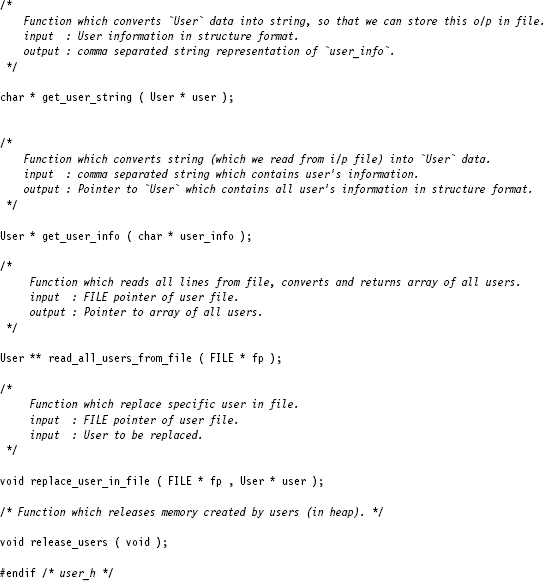 /*
Function which converts `User` data into string, so that we can store this o/p in file.
input : User information in structure format.
output : comma separated string representation of `user_info`.
*/
char * get_user_string ( User * user );
/*
Function which converts string (which we read from i/p file) into `User` data.
input : comma separated string which contains user's information.
output : Pointer to `User` which contains all user's information in structure format.
*/
User * get_user_info ( char * user_info );
/*
Function which reads all lines from file, converts and returns array of all users.
input : FILE pointer of user file.
output : Pointer to array of all users.
*/
User ** read_all_users_from_file ( FILE * fp );
/*
Function which replace specific user in file.
input : FILE pointer of user file.
input : User to be replaced.
*/
void replace_user_in_file ( FILE * fp , User * user );
/* Function which releases memory created by users (in heap). */
void release_users ( void );
#endif /* user_h */